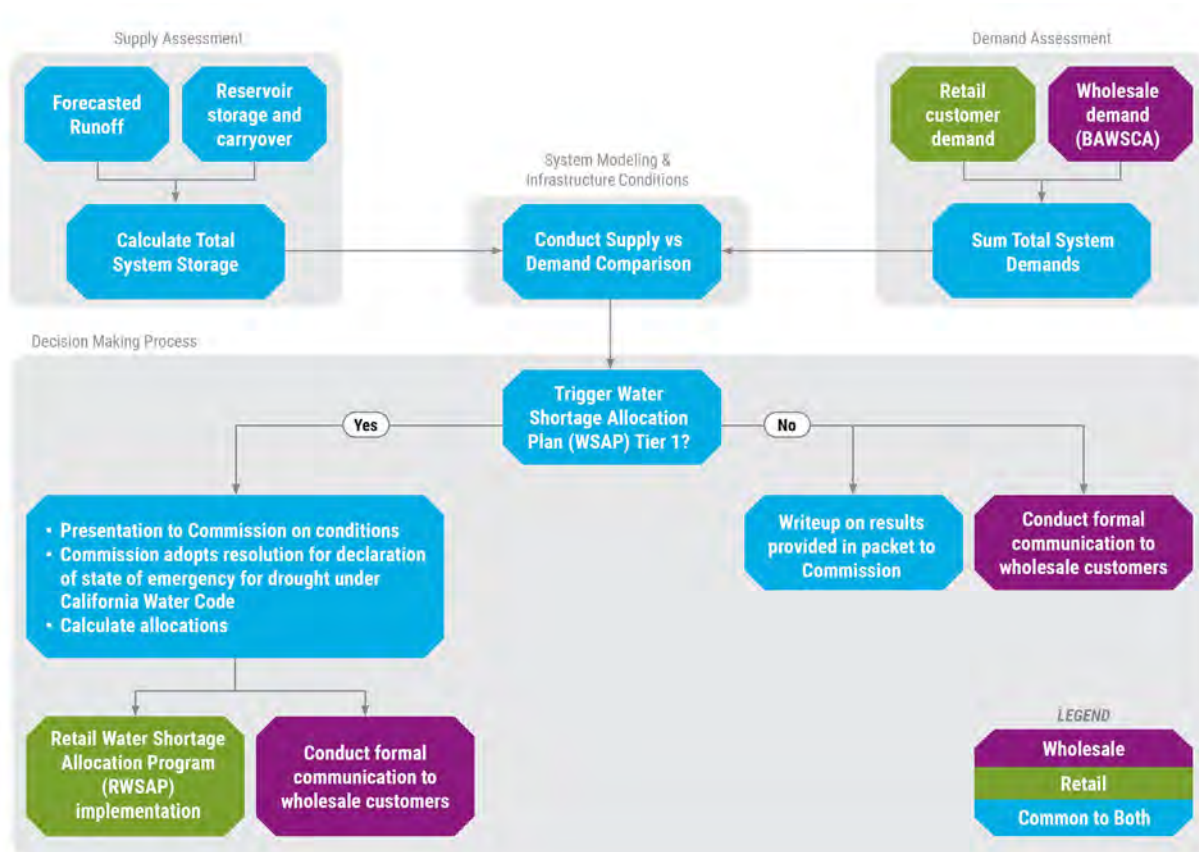 Supply Assessment
Demand Assessment
Forecasted
Runoff
Reservoir
storage and
carryover
Retail
customer
demand
Wholesale
demand
(BAWSCA)
System Modeling &
Infrastructure Conditions
Calculate Total
System Storage
Conduct Supply vs
Demand Comparison
Sum Total System
Demands
Decision Making Process
Trigger Water
Shortage Allocation
Plan (WSAP) Tier 1?
Yes
No
• Presentation to Commission on conditions
• Commission adopts resolution for declaration
of state of emergency for drought under
California Water Code
• Calculate allocations
Writeup on results
provided in packet to
Commission
Conduct formal
communication to
wholesale customers
Retail Water Shortage
Allocation Program
(RWSAP)
implementation
Conduct formal
communication to
wholesale customers
LEGEND
Wholesale
Retail
Common to Both